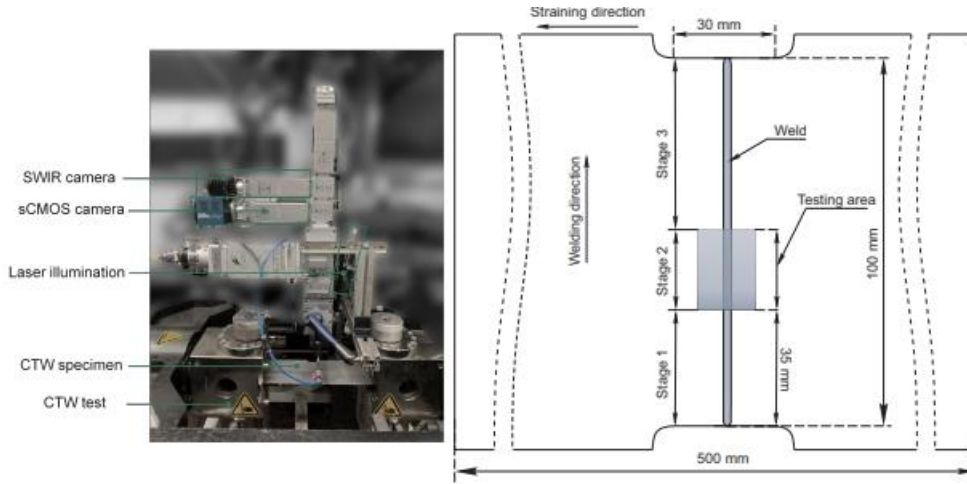 SWIR camera
sCMOS camera
Laser illumination
CTW specimen
CTW test
Straining direction
30 mm
Stage 3
Weld
Welding direction
Testing area
Stage 2
100 mm
Stage 1
35 mm
500 mm